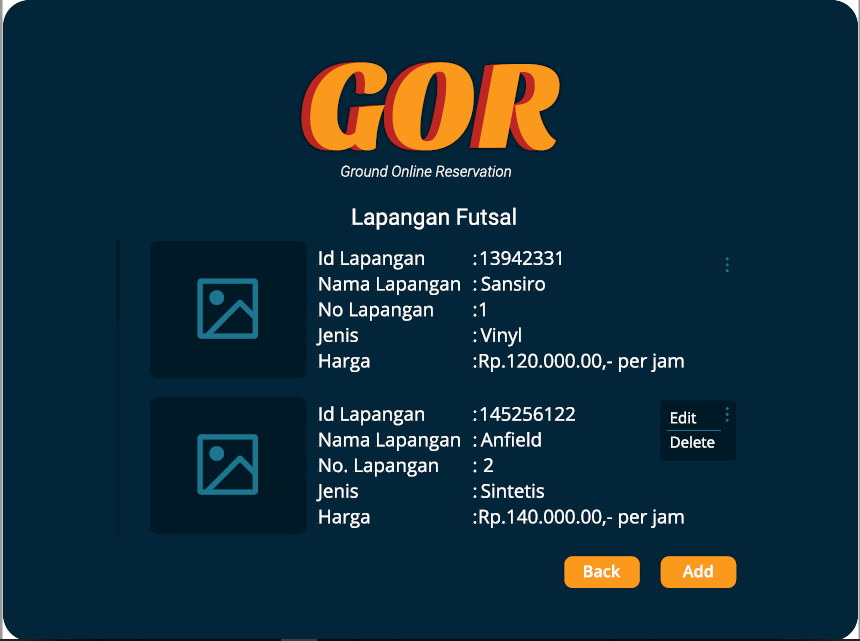 GOR
Ground Online Reservation
Lapangan Futsal
Id Lapangan :13942331
Nama Lapangan : Sansiro
No Lapangan :1
Jenis : Vinyl
Harga :Rp.120.000.00,- per jam
Id Lapangan :145256122
Nama Lapangan : Anfield
No. Lapangan : 2
Jenis : Sintetis
Harga :Rp.140.000.00,- per jam
Edit
Delete
Back
Add